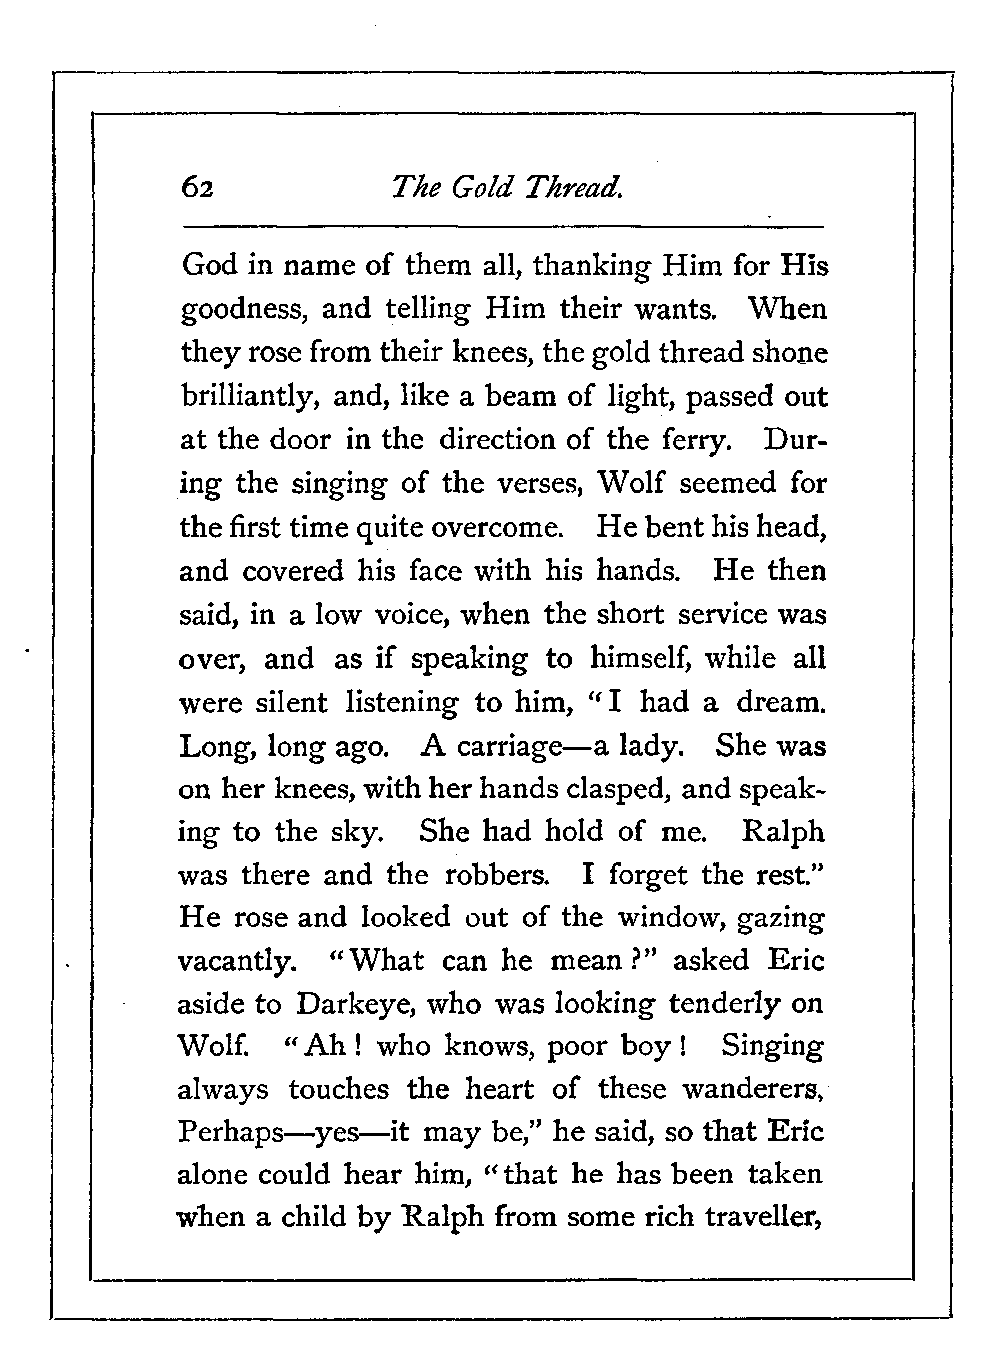 62 The Gold Thread.
God in name of them all, thanking Him for His
goodness, and telling Him their wants. When
they rose from their knees, the gold thread shone
brilliantly, and, like a beam of light, passed out
at the door in the direction of the ferry. Dur-
ing the singing of the verses, Wolf seemed for
the first time quite overcome. He bent his head,
and covered his face with his hands. He then
said, in a low voice, when the short service was
over, and as if speaking to himself, while all
were silent listening to him, “I had a dream.
Long, long ago. A carriage—a lady. She was
on her knees, with her hands clasped, and speak-
ing to the sky. She had hold of me. Ralph
was there and the robbers. I forget the rest.”
He rose and looked out of the window, gazing
vacantly. “What can he mean?” asked Eric
aside to Darkeye, who was looking tenderly on
Wolf. “Ah! who knows, poor boy! Singing
always touches the heart of these wanderers,
Perhaps—yes—it may be,” he said, so that Eric
alone could hear him, “that he has been taken
when a child by Ralph from some rich traveller,